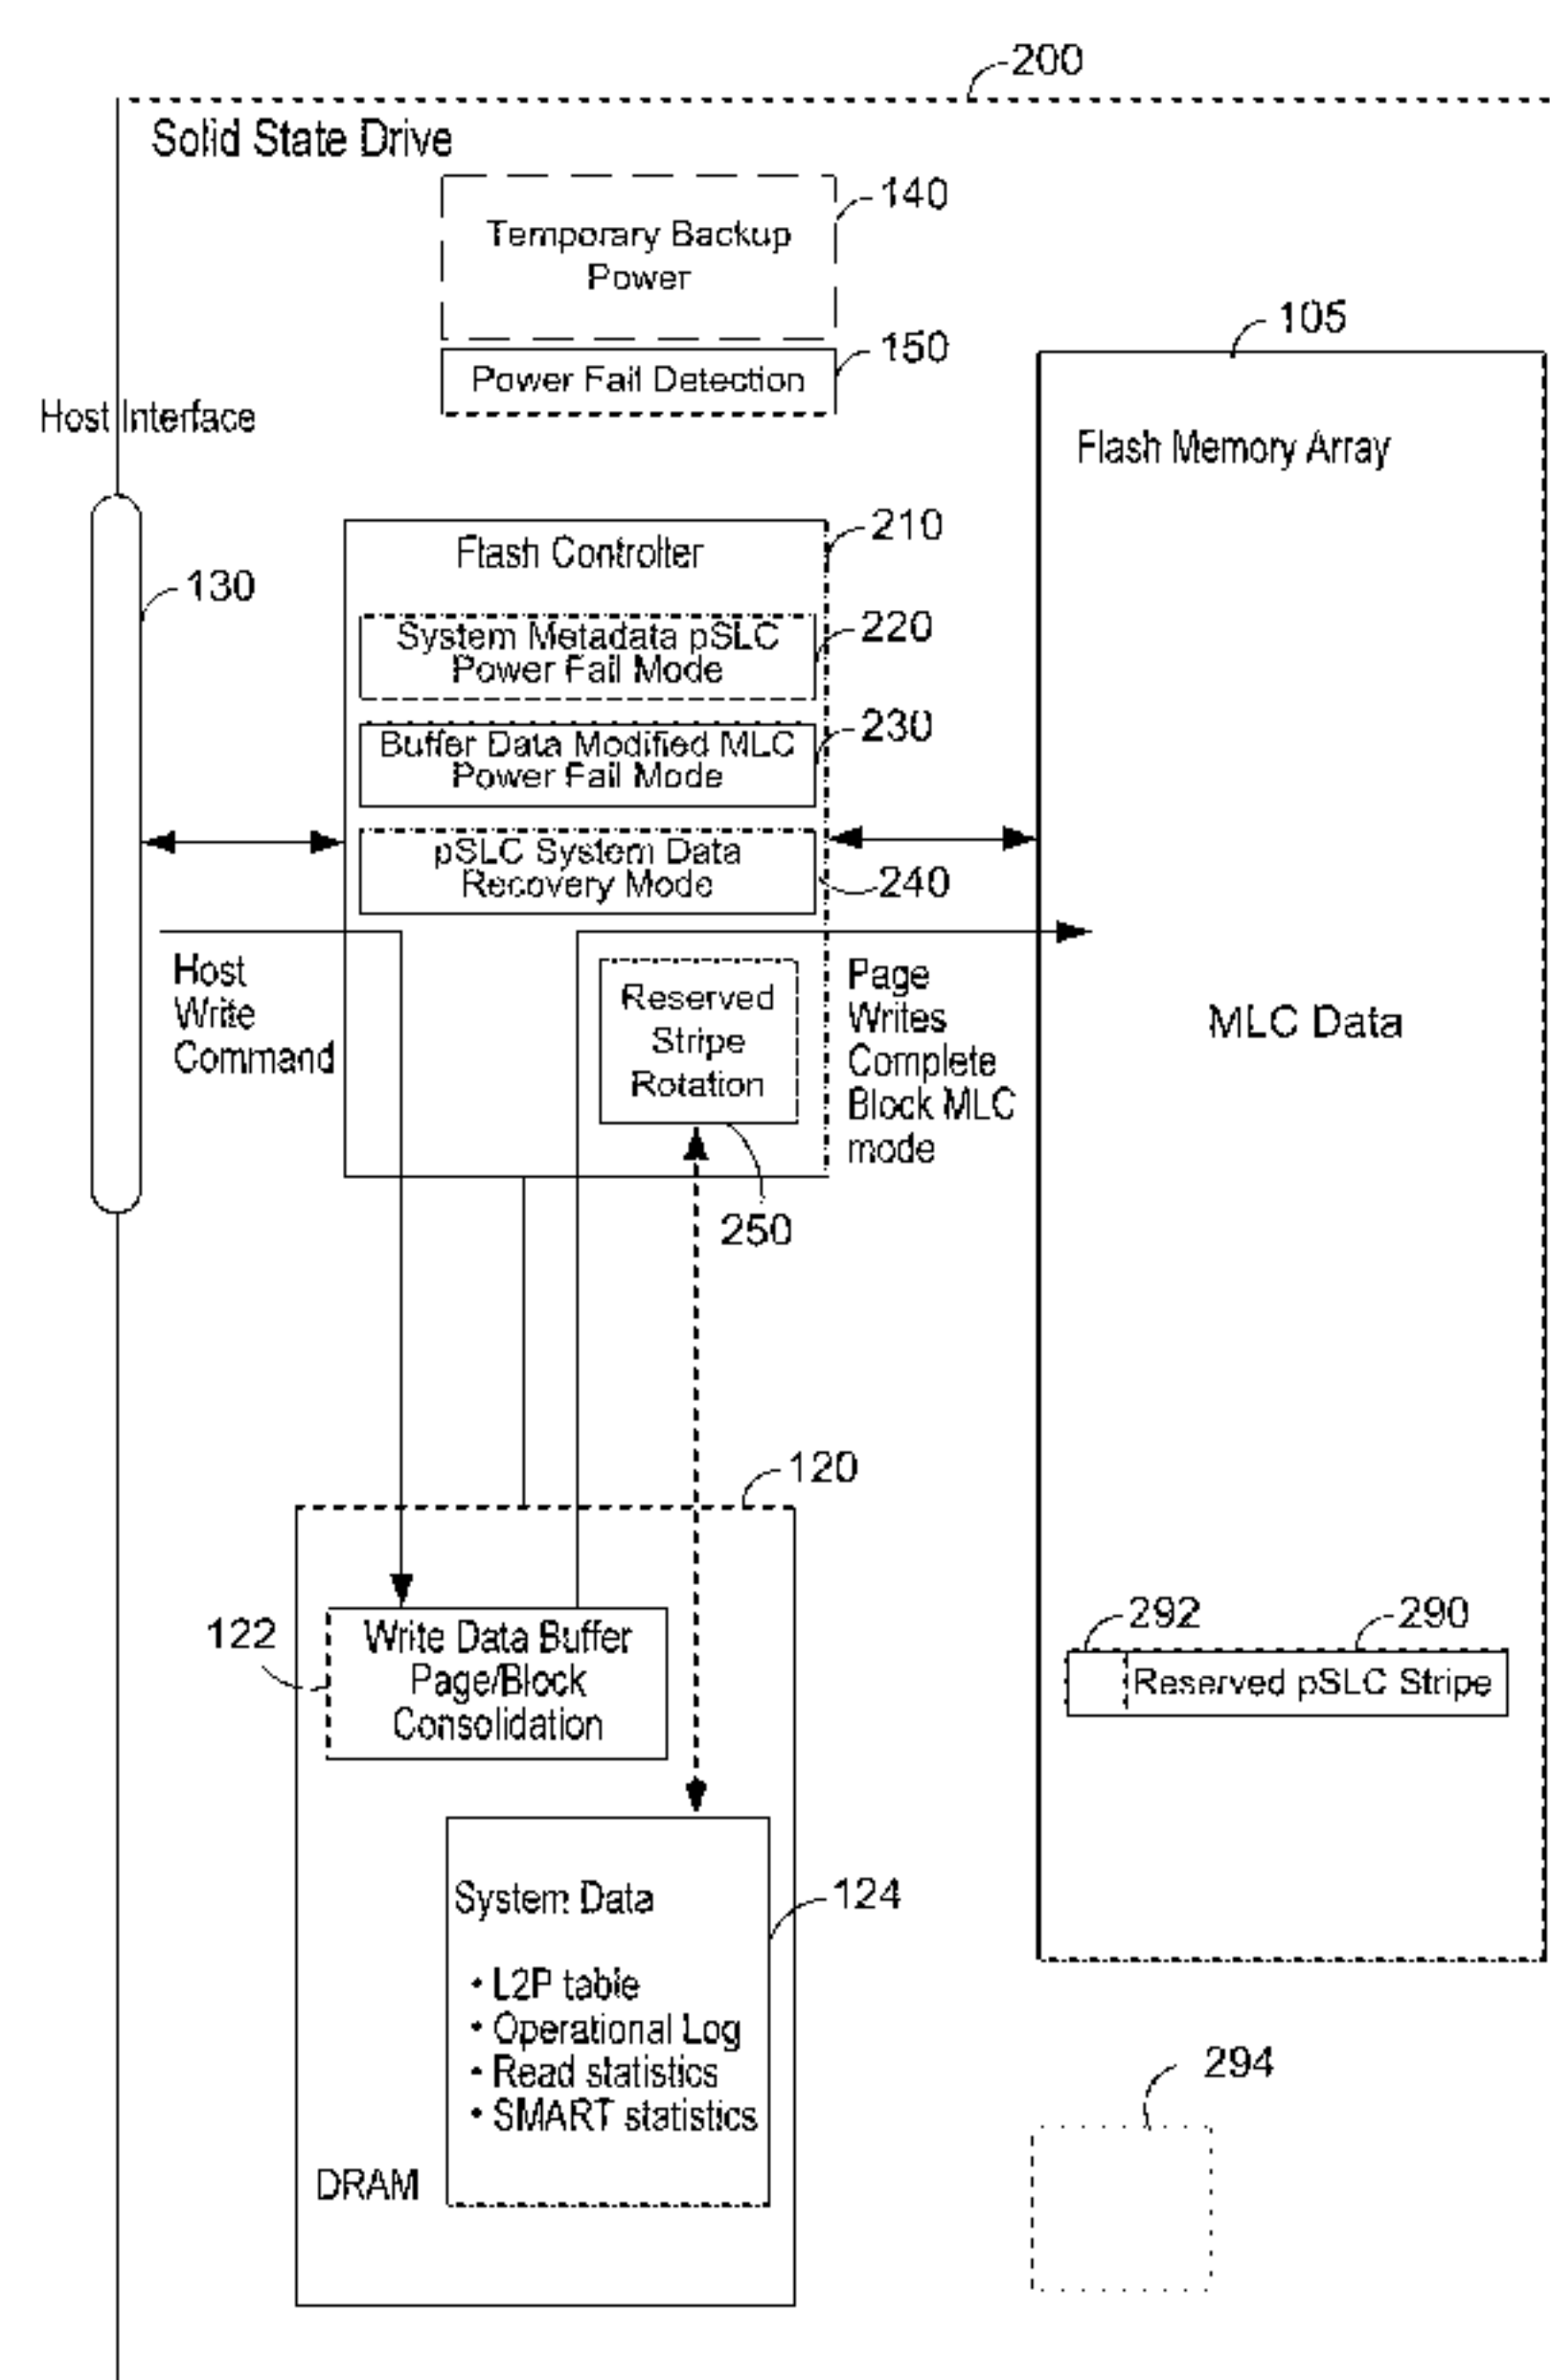 200
Solid State Drive
140
Temporary Backup
Power
150
Power Fail Detection
Host Interface
105
Flash Memory Array
130
210
Flash Controller
220
System Metadata pSLC
Power Fail Mode
230
Buffer Data Modified MLC
Power Fail Mode
pSLC System Data
Recovery Mode
240
Host
Write
Command
Reserved
Stripe
Rotation
250
Page
Writes
Complete
Block MLC
mode
MLC Data
120
122
Write Data Buffer
Page/Block
Consolidation
292
290
Reserved pSLC Stripe
124
System Data
• L2P table
• Operational Log
• Read statistics
• SMART statistics
DRAM
294